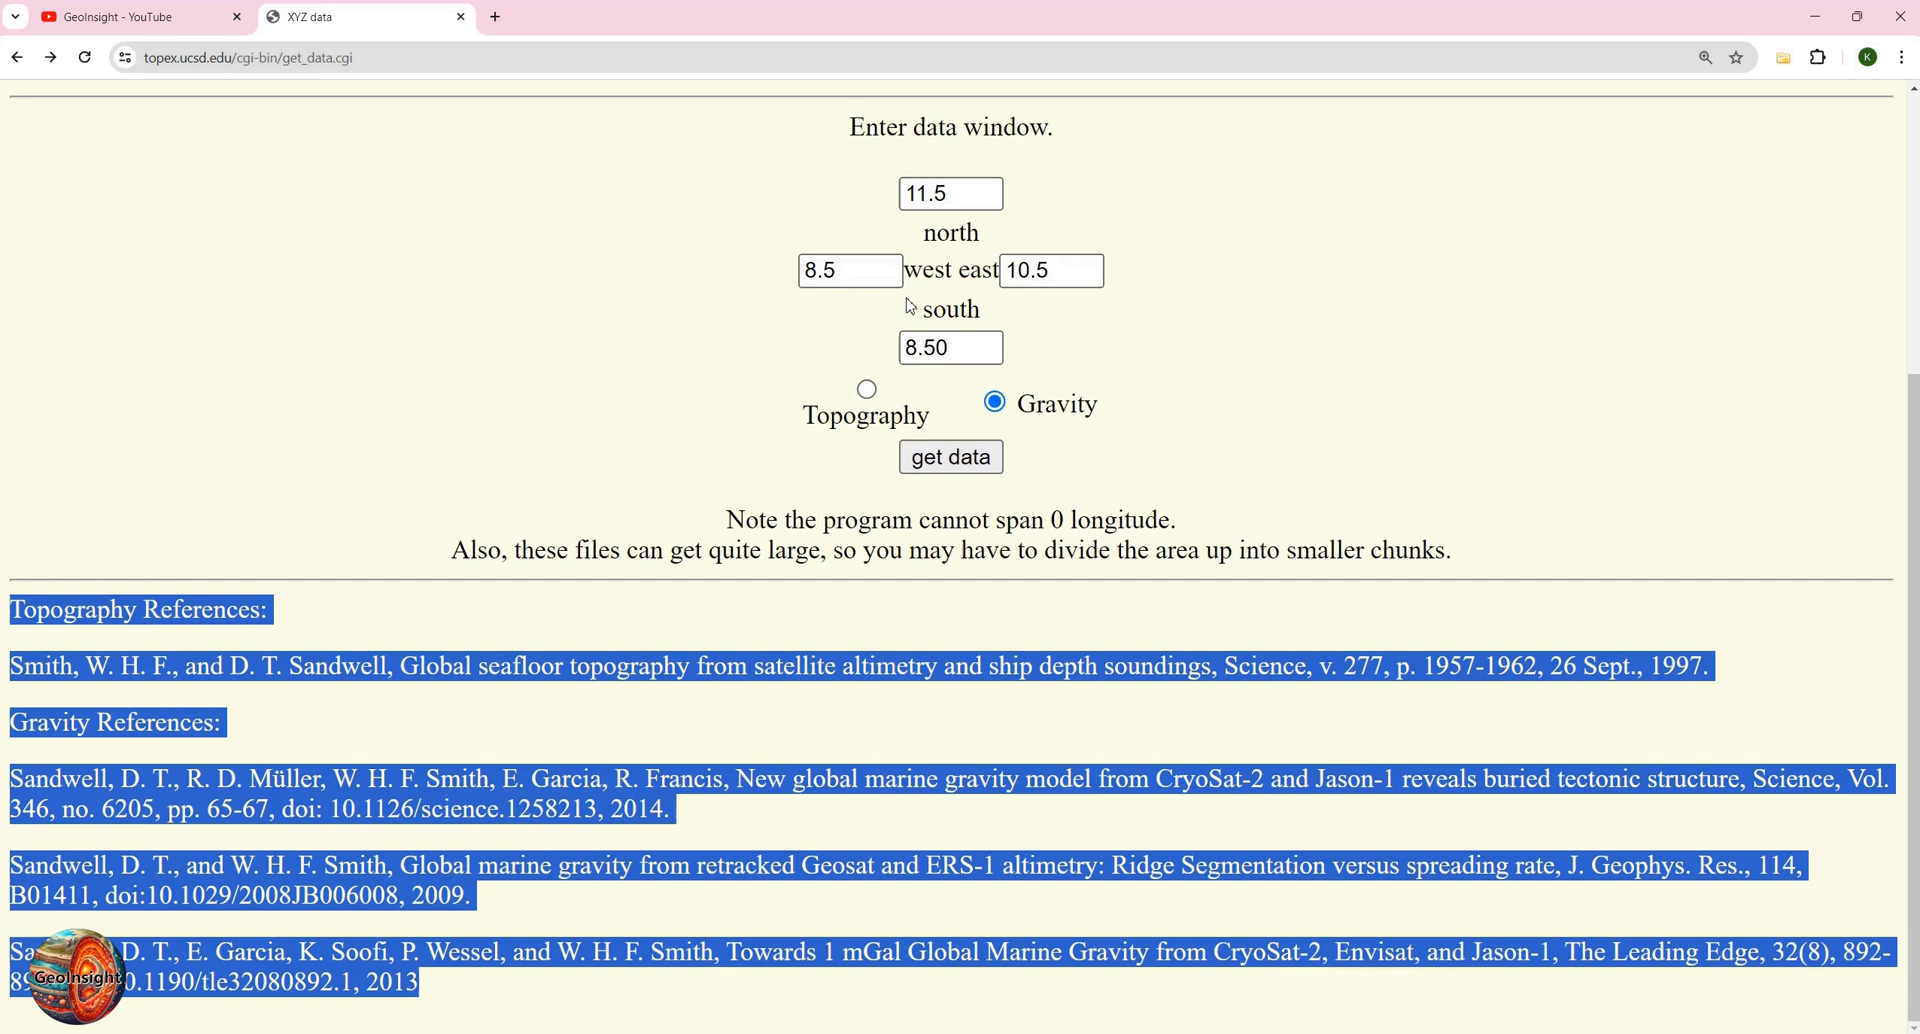 GeoInsight - YouTube
XYZ data
topex.ucsd.edu/cgi-bin/get_data.cgi
K
Enter data window.
11.5
north
8.5 west east 10.5
south
8.50
Topography Gravity
get data
Note the program cannot span 0 longitude.
Also, these files can get quite large, so you may have to divide the area up into smaller chunks.
Topography References:
Smith, W. H. F., and D. T. Sandwell, Global seafloor topography from satellite altimetry and ship depth soundings, Science, v. 277, p. 1957-1962, 26 Sept., 1997.
Gravity References:
Sandwell, D. T., R. D. Müller, W. H. F. Smith, E. Garcia, R. Francis, New global marine gravity model from CryoSat-2 and Jason-1 reveals buried tectonic structure, Science, Vol.
346, no. 6205, pp. 65-67, doi: 10.1126/science.1258213, 2014.
Sandwell, D. T., and W. H. F. Smith, Global marine gravity from retracked Geosat and ERS-1 altimetry: Ridge Segmentation versus spreading rate, J. Geophys. Res., 114,
B01411, doi:10.1029/2008JB006008, 2009.
D. T., E. Garcia, K. Soofi, P. Wessel, and W. H. F. Smith, Towards 1 mGal Global Marine Gravity from CryoSat-2, Envisat, and Jason-1, The Leading Edge, 32(8), 892-
0.1190/tle32080892.1, 2013
GeoInsight